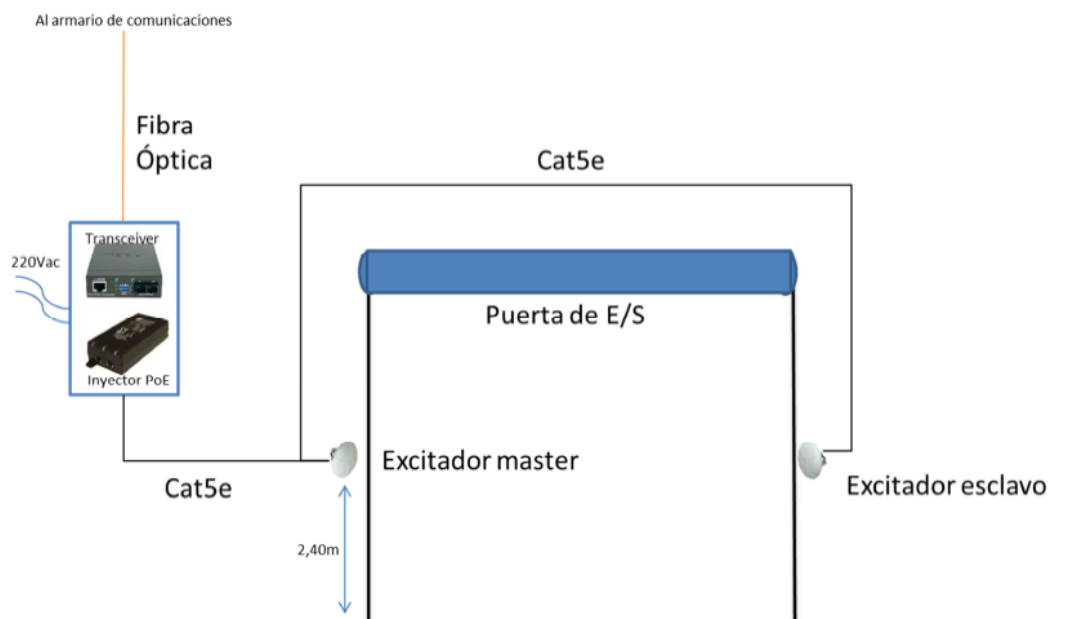 Al armario de comunicaciones
Fibra
Óptica
Cat5e
Transceiver
220Vac
Puerta de E/S
Inyector PoE
Excitador master
Cat5e
Excitador esclavo
2,40m